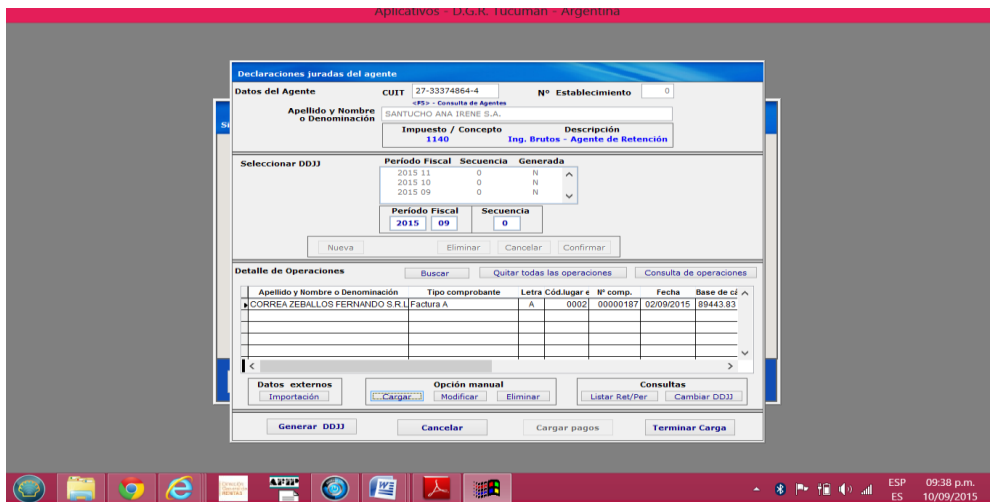 Aplicativos - D.G.R. Tucumán - Argentina
Declaraciones juradas del agente
Datos del Agente CUIT 27-33374864-4 Nº Establecimiento 0
<F5> - Consulta de Agentes
Apellido y Nombre o Denominación SANTUCHO ANA IRENE S.A.
Impuesto / Concepto Descripción
1140 Ing. Brutos - Agente de Retención
Si
Seleccionar DDJJ Período Fiscal Secuencia Generada
2015 11 0 N
2015 10 0 N
2015 09 0 N
Período Fiscal Secuencia
2015 09 0
Nueva Eliminar Cancelar Confirmar
Detalle de Operaciones Buscar Quitar todas las operaciones Consulta de operaciones
Apellido y Nombre o Denominación Tipo comprobante Letra Cód.lugar e Nº comp. Fecha Base de cá
CORREA ZEBALLOS FERNANDO S.R.L Factura A A 0002 00000187 02/09/2015 89443.83
Datos externos Opción manual Consultas
Importación Cargar... Modificar Eliminar Listar Ret/Per Cambiar DDJJ
Generar DDJJ Cancelar Cargar pagos Terminar Carga
AFIP
ESP 09:38 p.m.
ES 10/09/2015